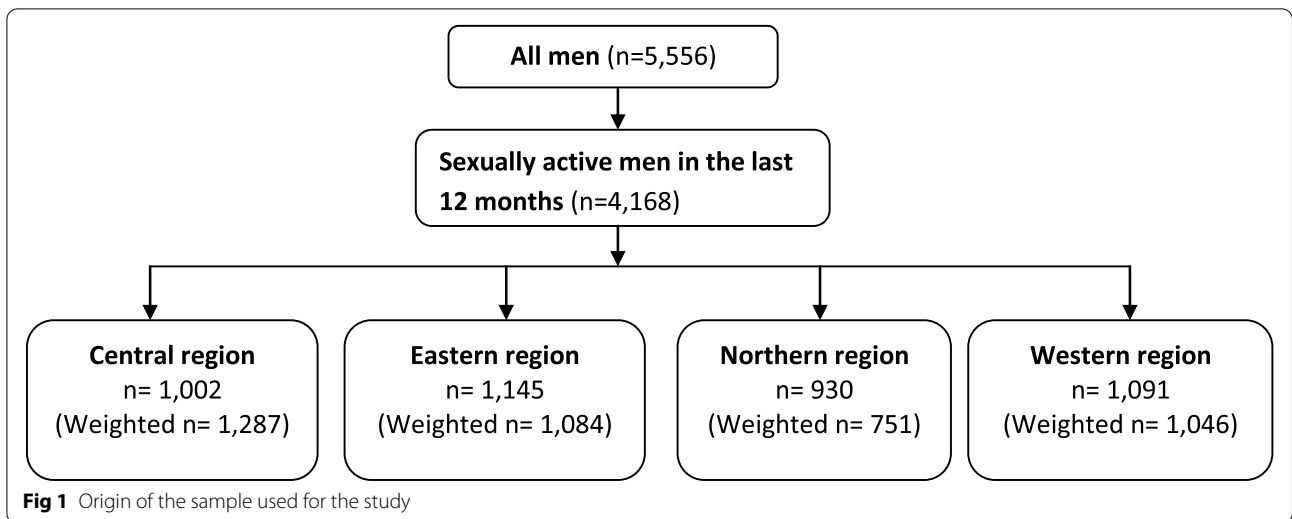 All men (n=5,556)
Sexually active men in the last
12 months (n=4,168)
Central region
n= 1,002
(Weighted n= 1,287)
Eastern region
n= 1,145
(Weighted n= 1,084)
Northern region
n= 930
(Weighted n= 751)
Western region
n= 1,091
(Weighted n= 1,046)
Fig 1 Origin of the sample used for the study